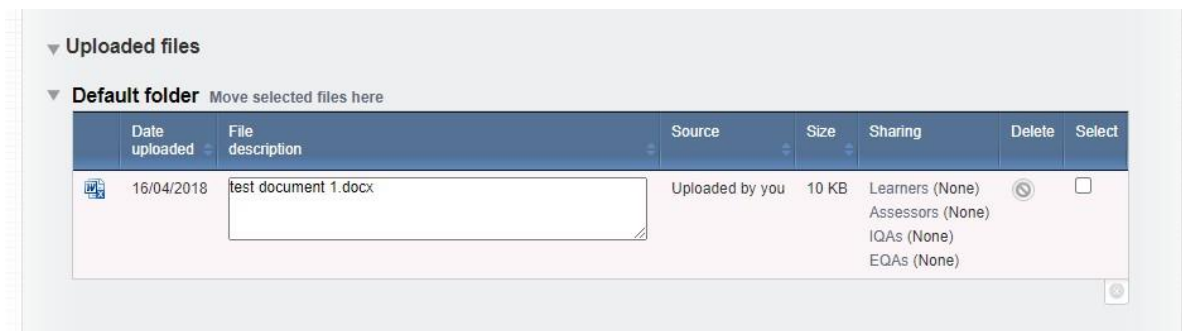 Uploaded files
Default folder Move selected files here
Date uploaded File description Source Size Sharing Delete Select
16/04/2018 test document 1.docx Uploaded by you 10 KB Learners (None)
Assessors (None)
IQAs (None)
EQAs (None)